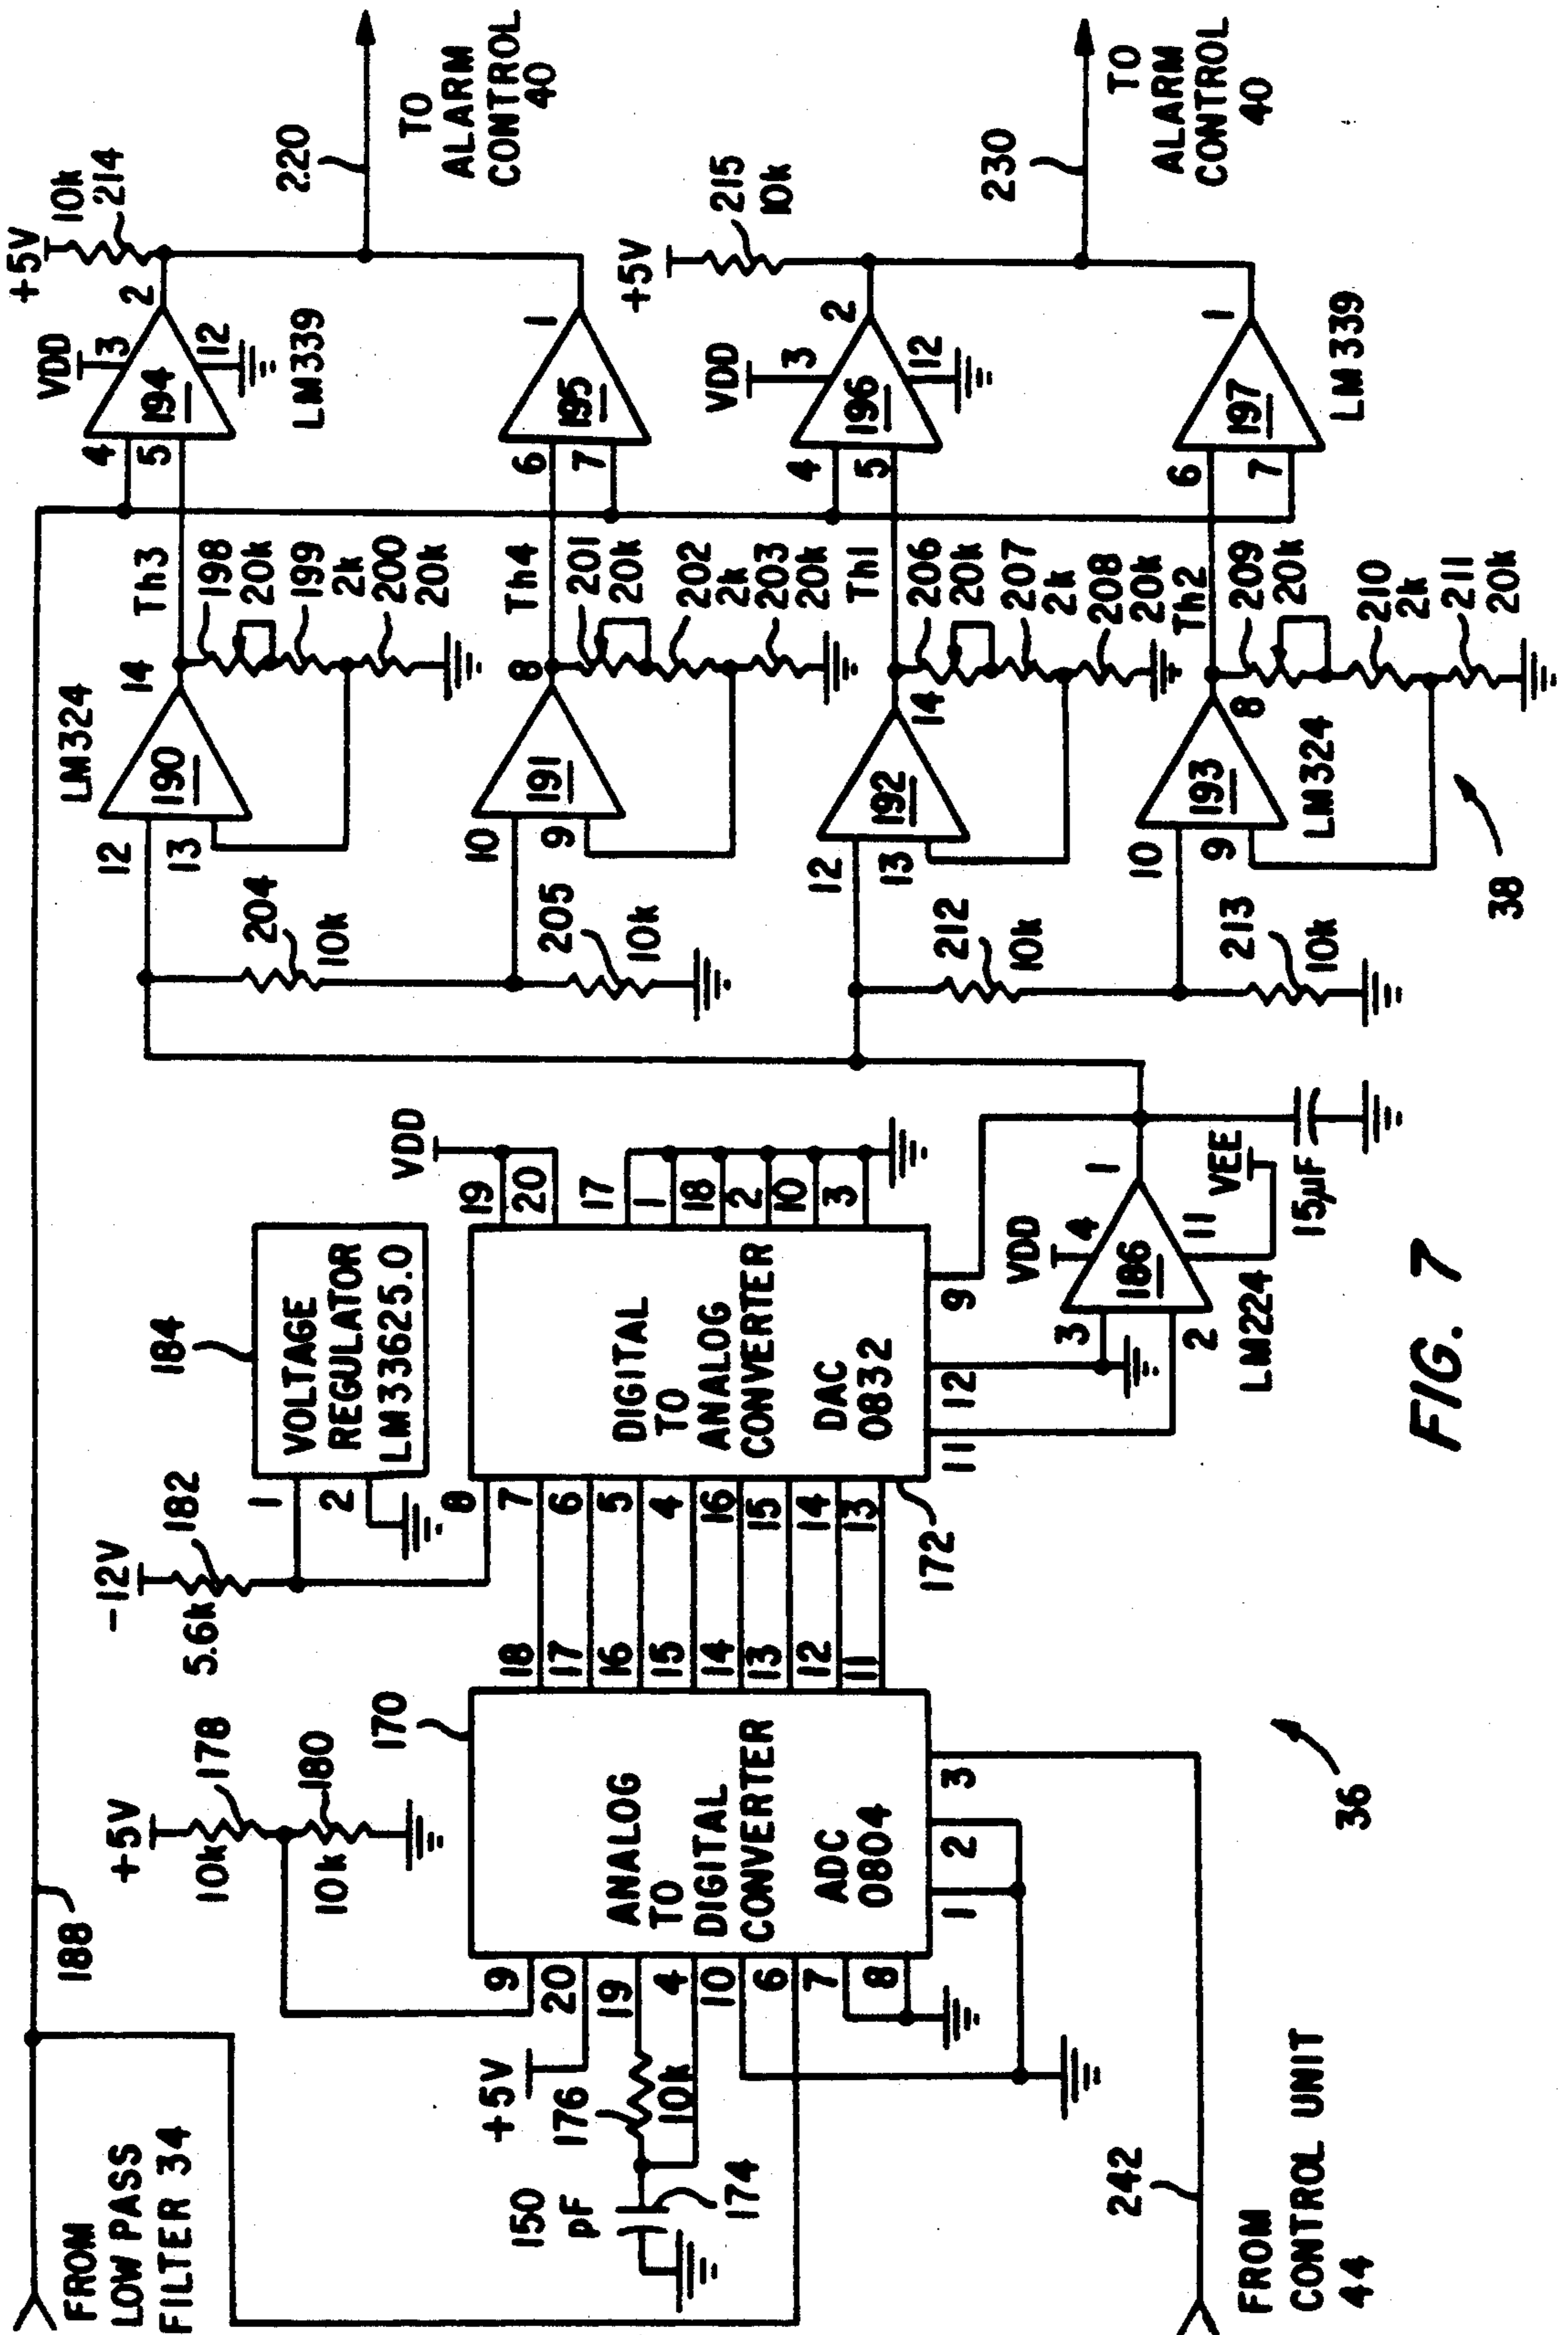 FROM
LOW PASS
FILTER 34
188
+5V
178
10k
180
10k
-12V
182
5.6k
184
VOLTAGE
REGULATOR
LM33625.0
1
2
170
9
20
19
4
10
6
7
8
+5V
176
10k
150
pF
174
ANALOG
TO
DIGITAL
CONVERTER
ADC
0804
1
2
3
18
17
16
15
14
13
12
11
8
7
6
5
4
16
15
14
13
172
DIGITAL
TO
ANALOG
CONVERTER
DAC
0832
11
12
9
VDD
19
20
17
1
18
2
10
3
VDD
4
3
2
186
1
11
VEE
LM224
15µF
242
FROM
CONTROL UNIT
44
36
LM324
12
13
190
14
Th3
198
20k
199
2k
200
20k
204
10k
10
9
191
8
Th4
201
20k
202
2k
203
20k
205
10k
12
13
192
14
Th1
206
20k
207
2k
208
20k
212
10k
10
9
193
8
LM324
Th2
209
20k
210
2k
211
20k
213
10k
38
VDD
4
5
194
3
12
2
LM339
+5V
10k
214
220
TO
ALARM
CONTROL
40
6
7
195
1
VDD
4
5
196
3
12
2
+5V
215
10k
230
TO
ALARM
CONTROL
40
6
7
197
1
LM339
FIG. 7